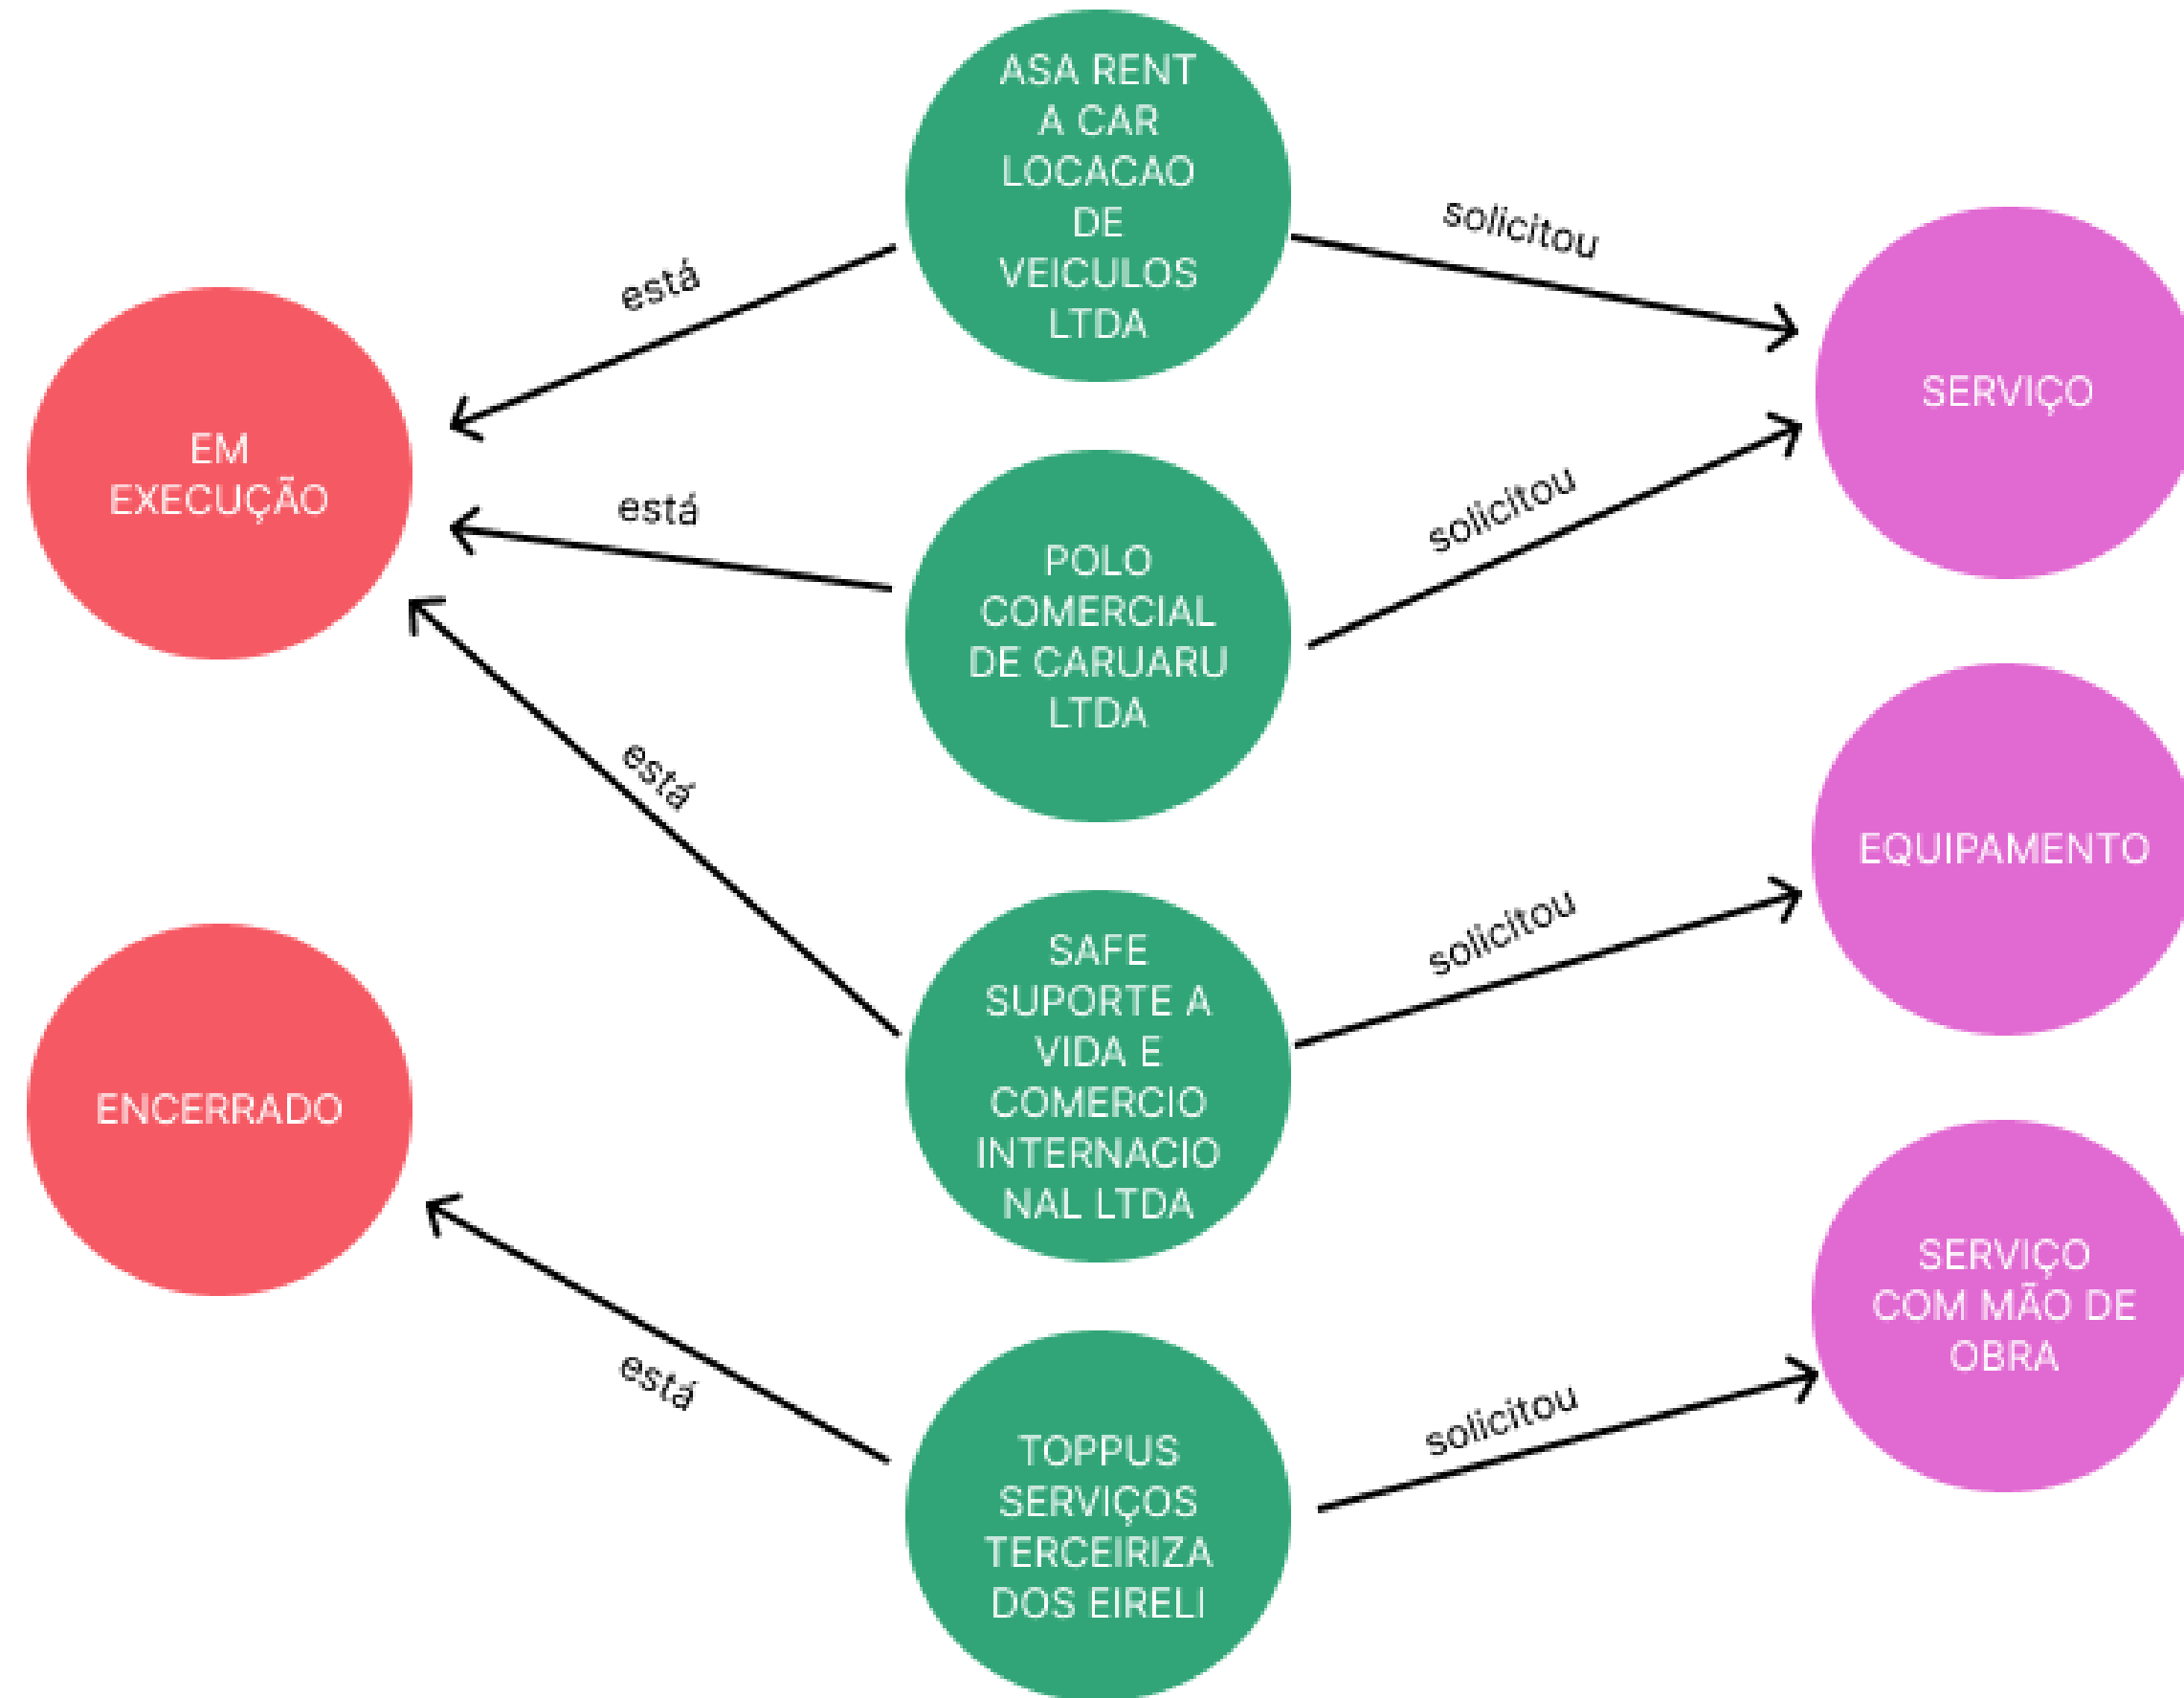 ASA RENT
A CAR
LOCACAO
DE
VEICULOS
LTDA
solicitou
está
SERVIÇO
EM
EXECUÇÃO
está
solicitou
POLO
COMERCIAL
DE CARUARU
LTDA
está
EQUIPAMENTO
solicitou
SAFE
SUPORTE A
VIDA E
COMERCIO
INTERNACIO
NAL LTDA
ENCERRADO
SERVIÇO
COM MÃO DE
OBRA
está
solicitou
TOPPUS
SERVIÇOS
TERCEIRIZA
DOS EIRELI